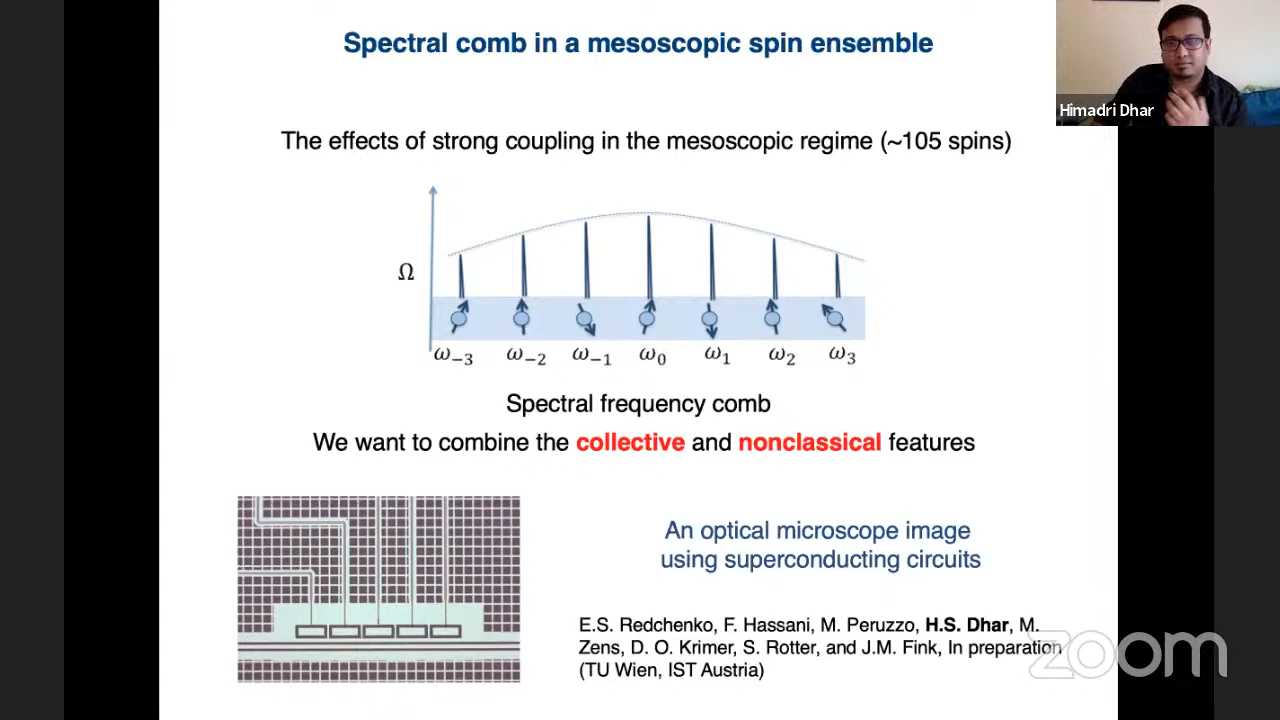 Spectral comb in a mesoscopic spin ensemble
Himadri Dhar
The effects of strong coupling in the mesoscopic regime (~105 spins)
Ω
ω₋₃ ω₋₂ ω₋₁ ω₀ ω₁ ω₂ ω₃
Spectral frequency comb
We want to combine the collective and nonclassical features
An optical microscope image
using superconducting circuits
E.S. Redchenko, F. Hassani, M. Peruzzo, H.S. Dhar, M.
Zens, D. O. Krimer, S. Rotter, and J.M. Fink, In preparation
(TU Wien, IST Austria)
zoom